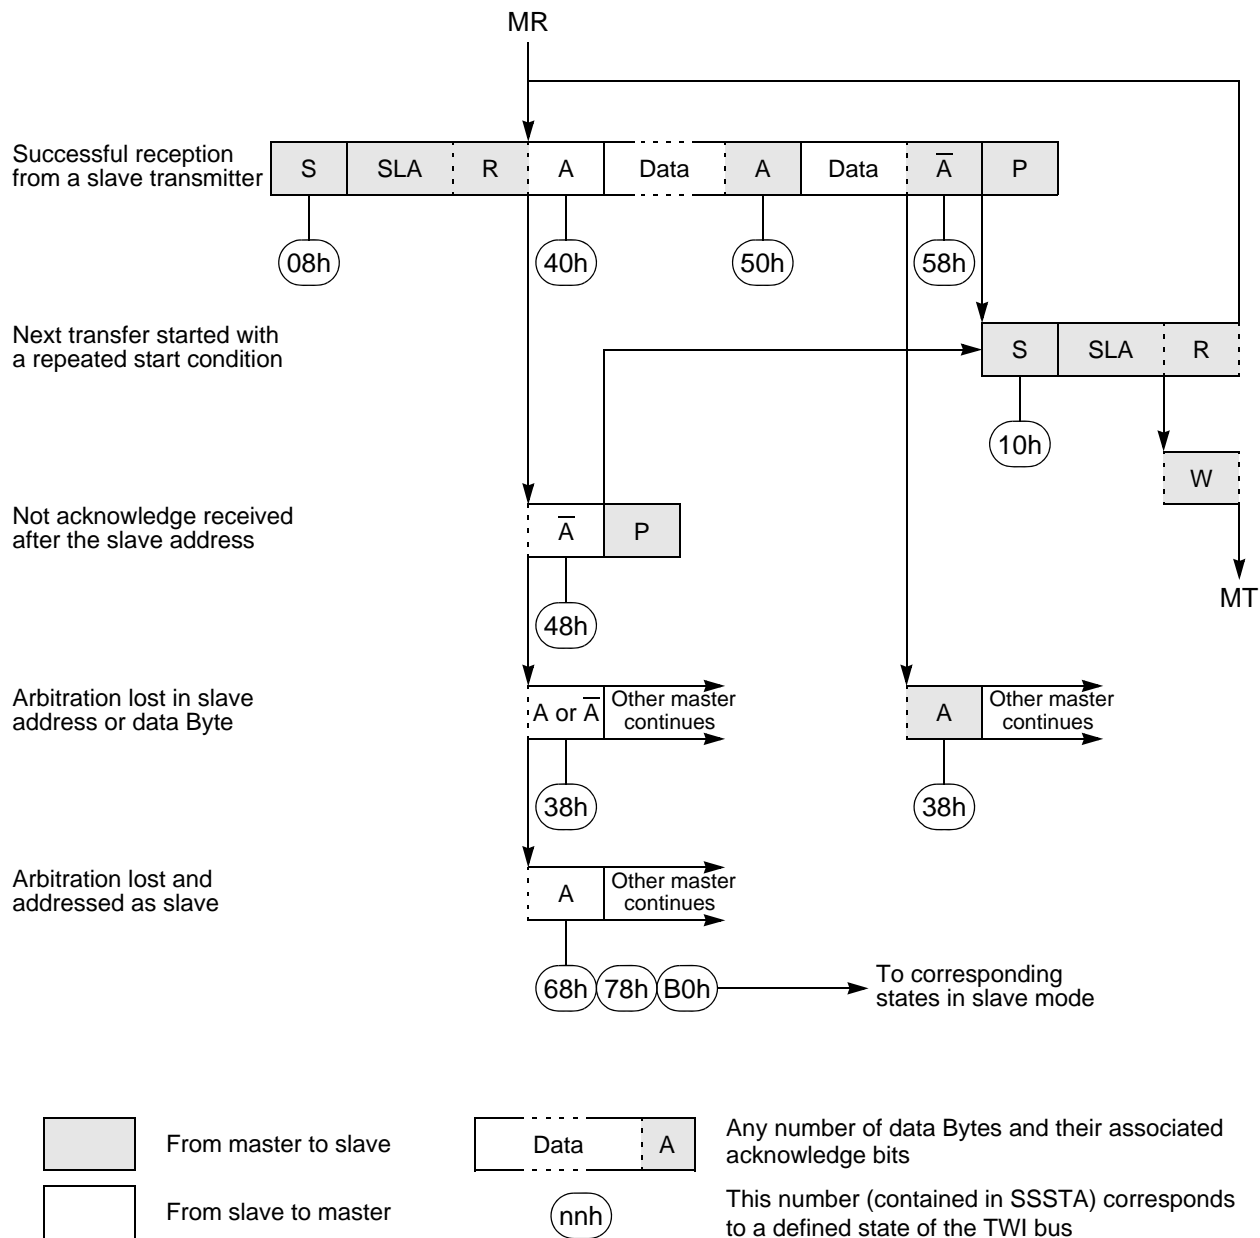 MR
Successful reception
from a slave transmitter
S SLA R A Data A Data A̅ P
08h 40h 50h 58h
Next transfer started with
a repeated start condition
S SLA R
10h
W
MT
Not acknowledge received
after the slave address
A̅ P
48h
Arbitration lost in slave
address or data Byte
A or A̅
Other master
continues
A
Other master
continues
38h 38h
Arbitration lost and
addressed as slave
A
Other master
continues
68h 78h B0h
To corresponding
states in slave mode
From master to slave
Data A
Any number of data Bytes and their associated
acknowledge bits
From slave to master
nnh
This number (contained in SSSTA) corresponds
to a defined state of the TWI bus